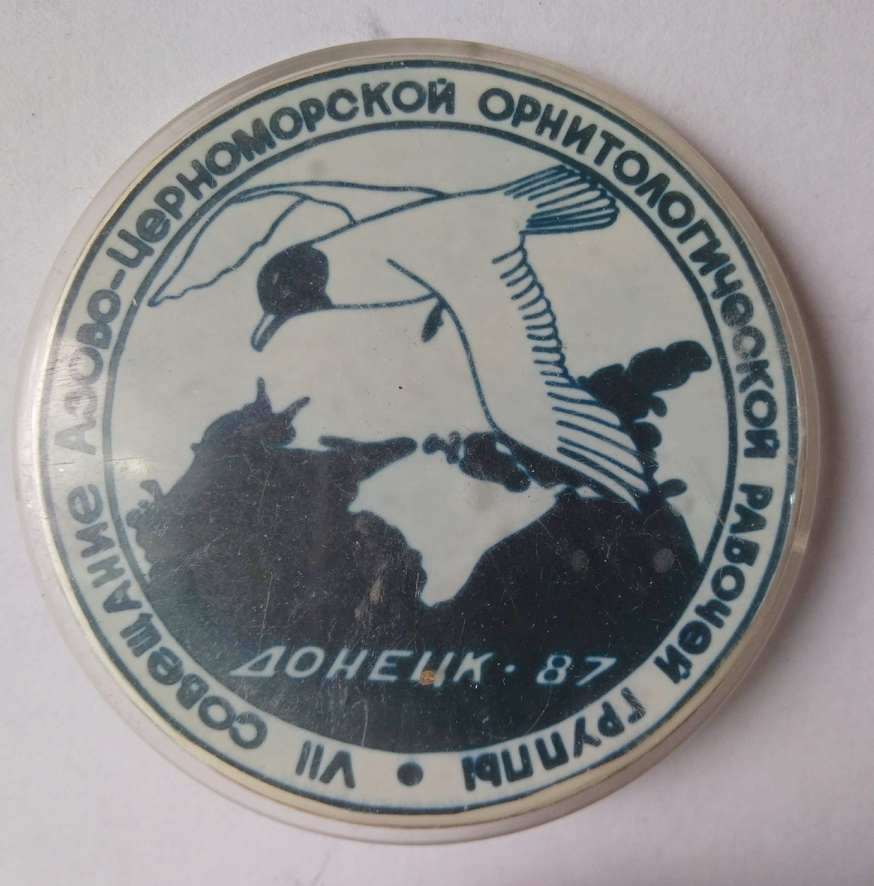 VII СОВЕЩАНИЕ АЗОВО-ЧЕРНОМОРСКОЙ ОРНИТОЛОГИЧЕСКОЙ РАБОЧЕЙ ГРУППЫ •
ДОНЕЦК · 87